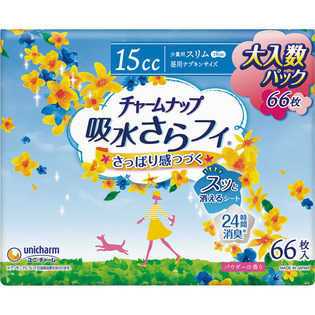 15cc
少量用スリム 19cm
昼用ナプキンサイズ
大入数
パック
66枚
チャームナップ
吸水さらフィ®
さっぱり感つづく
スッと
消えるシート
24時間
消臭※
unicharm
ユニ・チャーム
66枚入
パウダーの香り
MADE IN JAPAN